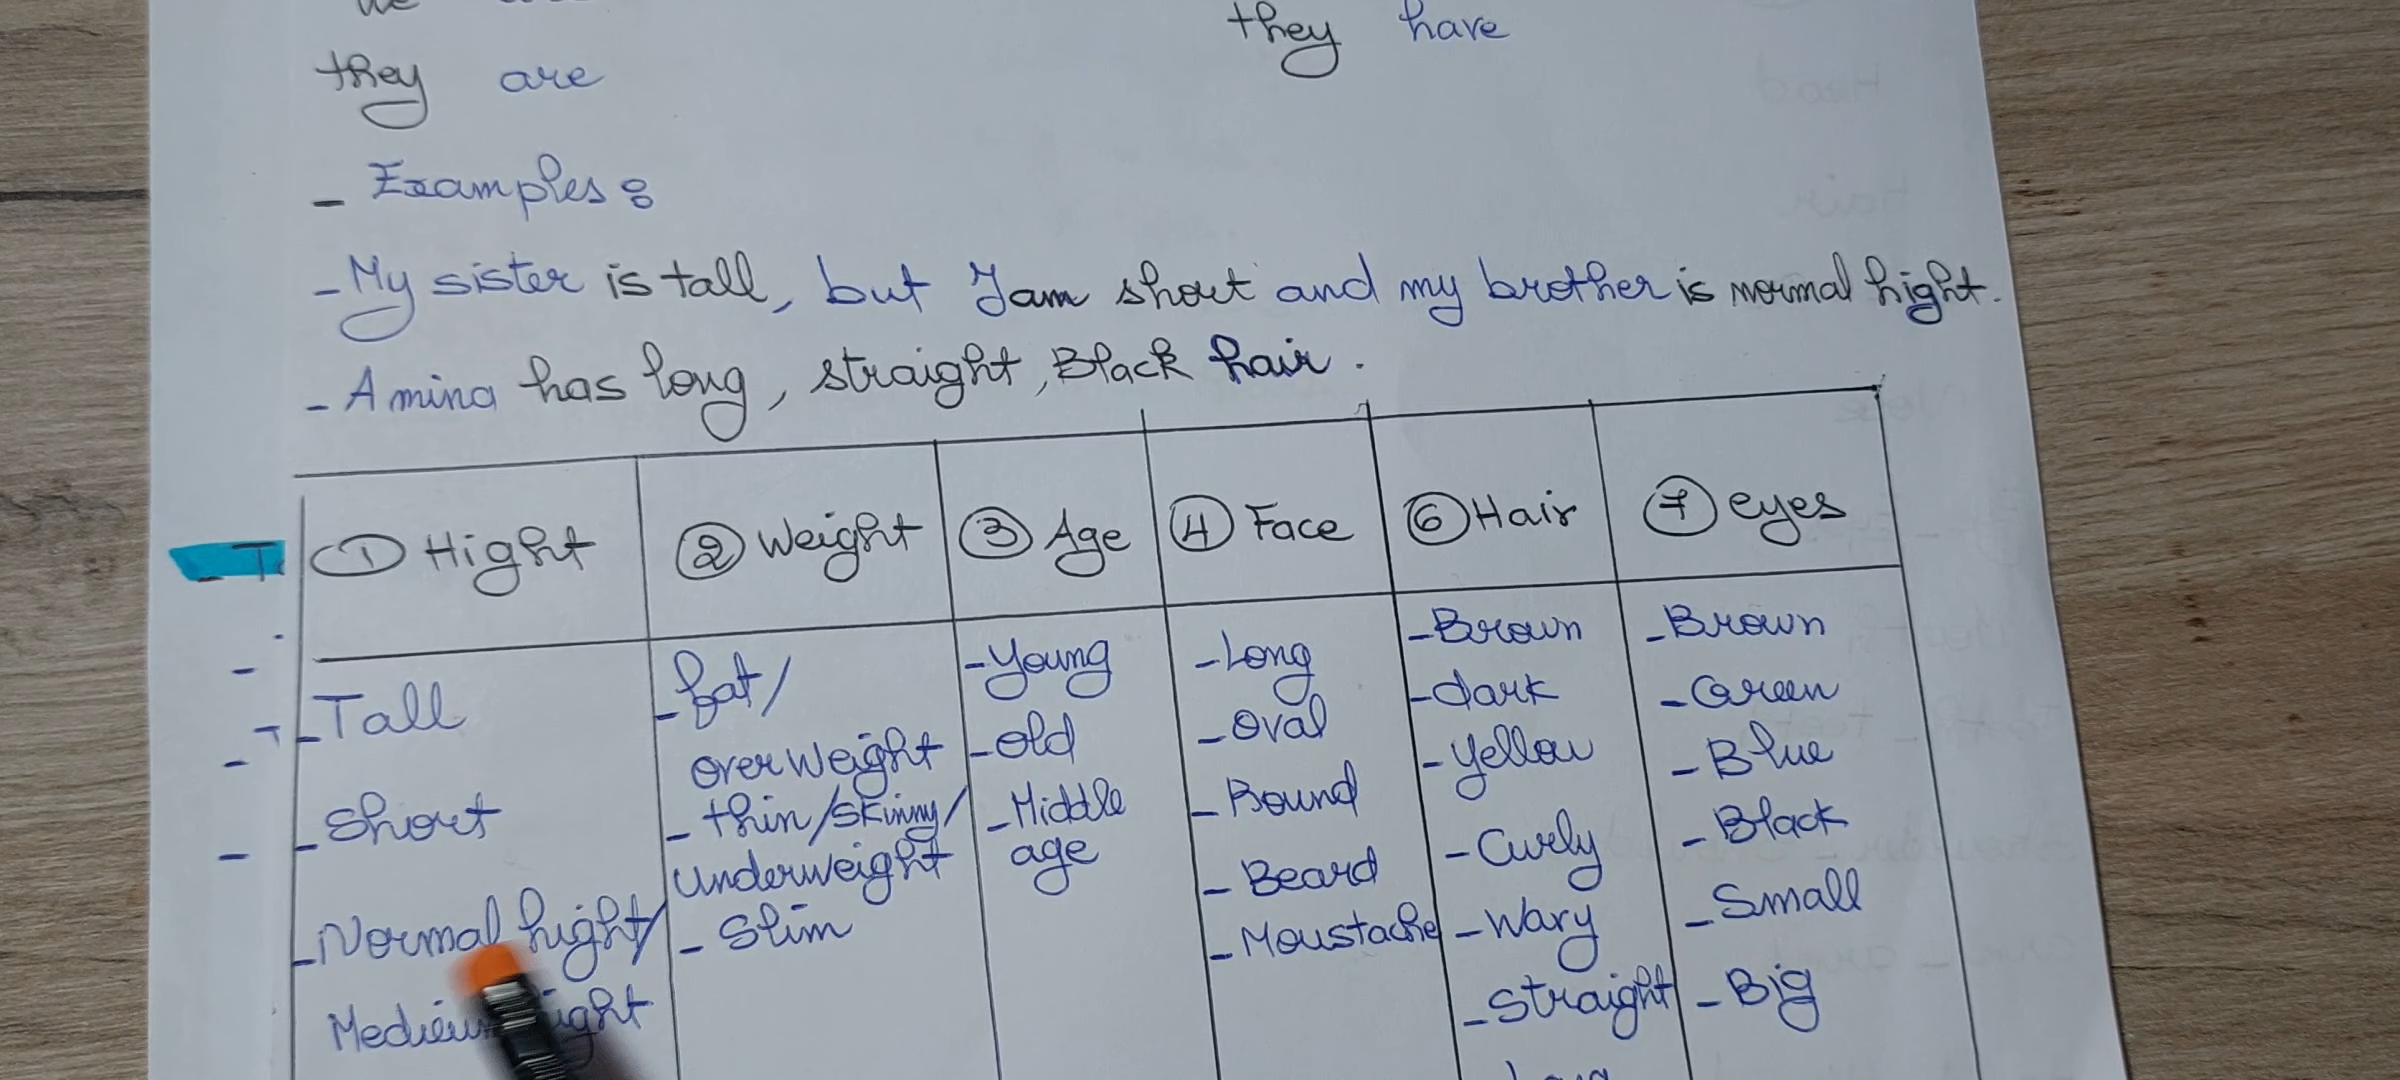 we
they are
they have
- Examples :
- My sister is tall, but I am short and my brother is normal hight.
- Amina has long, straight, Black hair.
① Hight
② Weight
③ Age
④ Face
⑥ Hair
⑦ eyes
- Tall
- Short
- Normal hight/
Medieum hight
- fat/
overweight
- thin/skinny/
underweight
- Slim
- Young
- Old
- Middle
age
- Long
- Oval
- Round
- Beard
- Moustache
- Brown
- dark
- Yellow
- Curly
- Wavy
- Straight
- Brown
- Green
- Blue
- Black
- Small
- Big